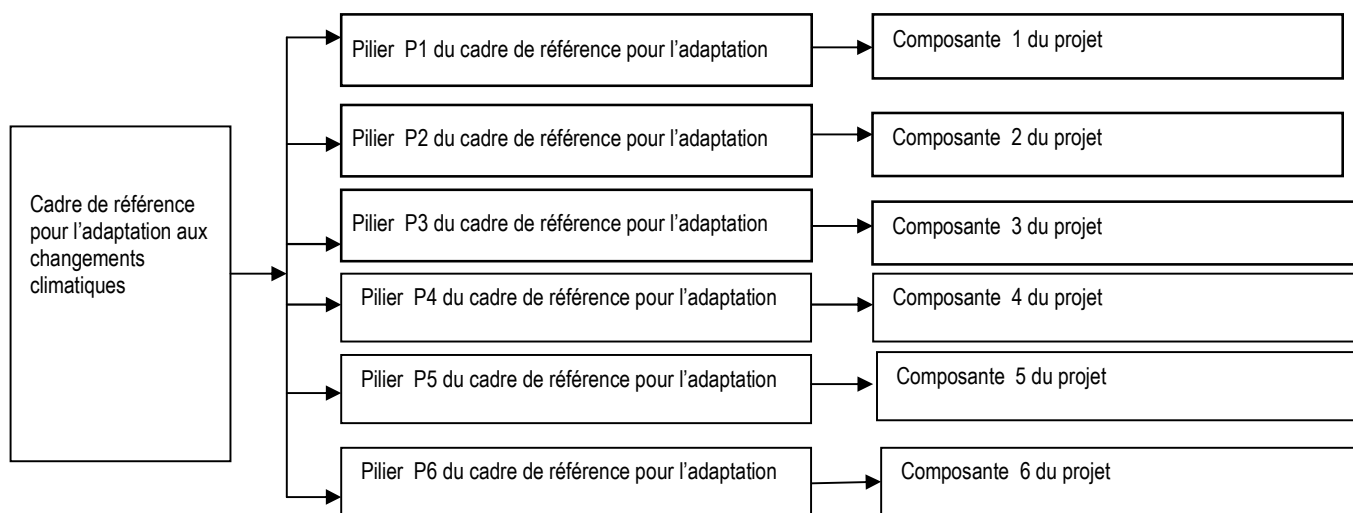 Pilier P1 du cadre de référence pour l’adaptation
Composante 1 du projet
Pilier P2 du cadre de référence pour l’adaptation
Composante 2 du projet
Cadre de référence
pour l’adaptation aux
changements
climatiques
Pilier P3 du cadre de référence pour l’adaptation
Composante 3 du projet
Pilier P4 du cadre de référence pour l’adaptation
Composante 4 du projet
Pilier P5 du cadre de référence pour l’adaptation
Composante 5 du projet
Pilier P6 du cadre de référence pour l’adaptation
Composante 6 du projet